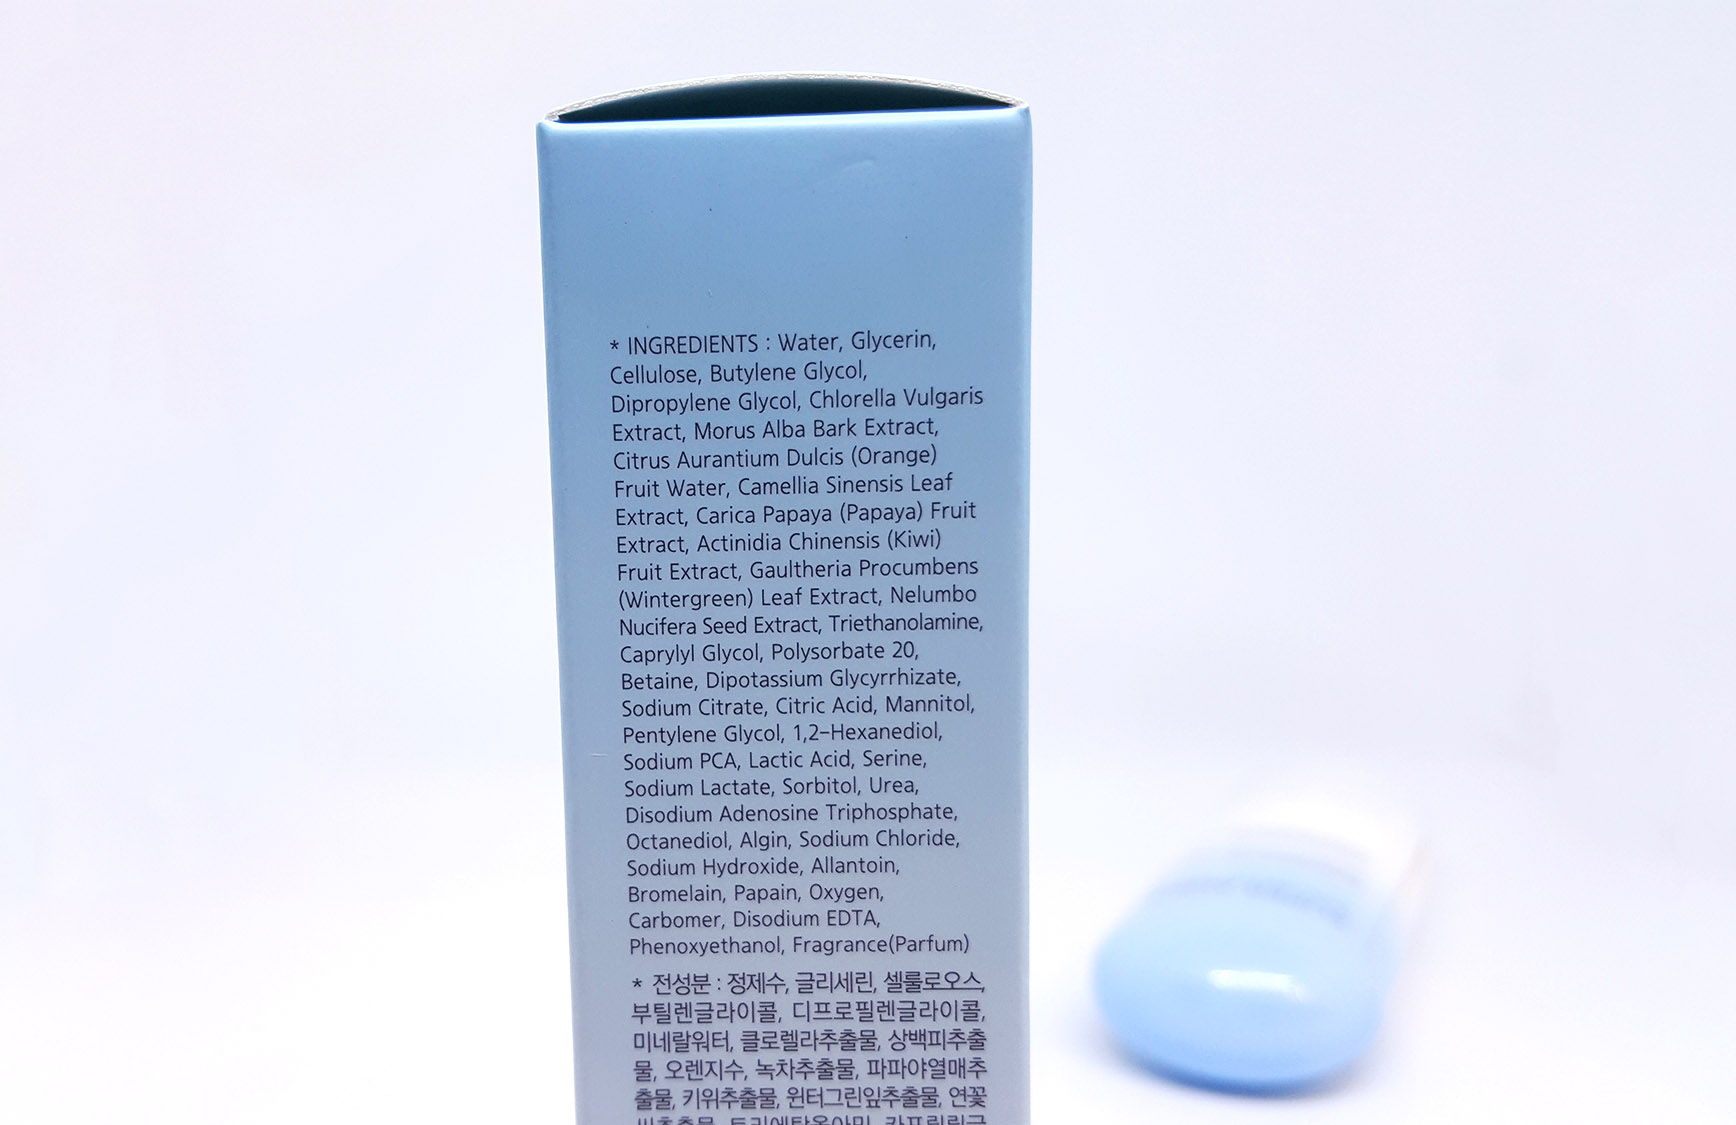 * INGREDIENTS : Water, Glycerin,
Cellulose, Butylene Glycol,
Dipropylene Glycol, Chlorella Vulgaris
Extract, Morus Alba Bark Extract,
Citrus Aurantium Dulcis (Orange)
Fruit Water, Camellia Sinensis Leaf
Extract, Carica Papaya (Papaya) Fruit
Extract, Actinidia Chinensis (Kiwi)
Fruit Extract, Gaultheria Procumbens
(Wintergreen) Leaf Extract, Nelumbo
Nucifera Seed Extract, Triethanolamine,
Caprylyl Glycol, Polysorbate 20,
Betaine, Dipotassium Glycyrrhizate,
Sodium Citrate, Citric Acid, Mannitol,
Pentylene Glycol, 1,2-Hexanediol,
Sodium PCA, Lactic Acid, Serine,
Sodium Lactate, Sorbitol, Urea,
Disodium Adenosine Triphosphate,
Octanediol, Algin, Sodium Chloride,
Sodium Hydroxide, Allantoin,
Bromelain, Papain, Oxygen,
Carbomer, Disodium EDTA,
Phenoxyethanol, Fragrance(Parfum)
* 전성분 : 정제수, 글리세린, 셀룰로오스,
부틸렌글라이콜, 디프로필렌글라이콜,
미네랄워터, 클로렐라추출물, 상백피추출
물, 오렌지수, 녹차추출물, 파파야열매추
출물, 키위추출물, 윈터그린잎추출물, 연꽃